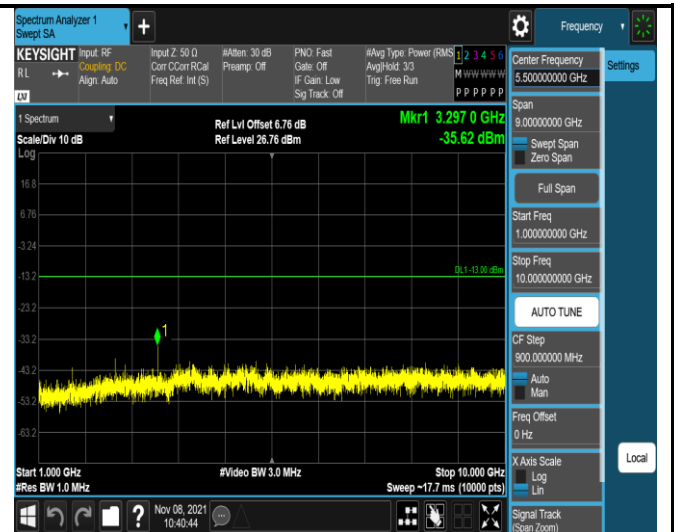 Spectrum Analyzer 1
Swept SA
Frequency
KEYSIGHT
RL
LXI
Input: RF
Coupling: DC
Align: Auto
Input Z: 50 Ω
Corr CCorr RCal
Freq Ref: Int (S)
#Atten: 30 dB
Preamp: Off
PNO: Fast
Gate: Off
IF Gain: Low
Sig Track: Off
#Avg Type: Power (RMS
Avg|Hold: 3/3
Trig: Free Run
1 2 3 4 5 6
M W W W W W
P P P P P P
1 Spectrum
Scale/Div 10 dB
Log
Ref Lvl Offset 6.76 dB
Ref Level 26.76 dBm
Mkr1 3.297 0 GHz
-35.62 dBm
16.8
6.76
-3.24
-13.2
DL1 -13.00 dBm
-23.2
1
-33.2
-43.2
-53.2
-63.2
Start 1.000 GHz
#Res BW 1.0 MHz
#Video BW 3.0 MHz
Stop 10.000 GHz
Sweep ~17.7 ms (10000 pts)
?
Nov 08, 2021
10:40:44
Center Frequency
5.500000000 GHz
Settings
Span
9.00000000 GHz
Swept Span
Zero Span
Full Span
Start Freq
1.000000000 GHz
Stop Freq
10.000000000 GHz
AUTO TUNE
CF Step
900.000000 MHz
Auto
Man
Freq Offset
0 Hz
X Axis Scale
Log
Lin
Local
Signal Track
(Span Zoom)